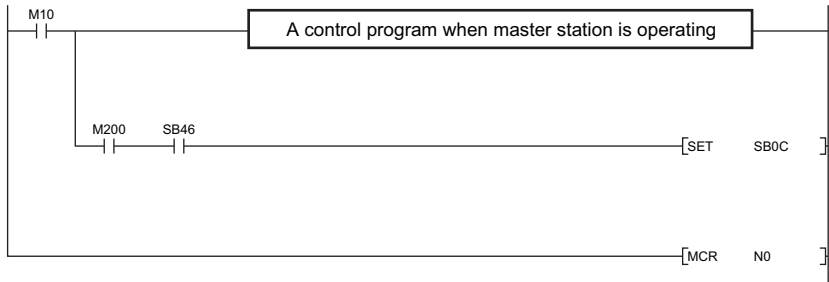 M10
A control program when master station is operating
M200 SB46
SET SB0C
MCR N0